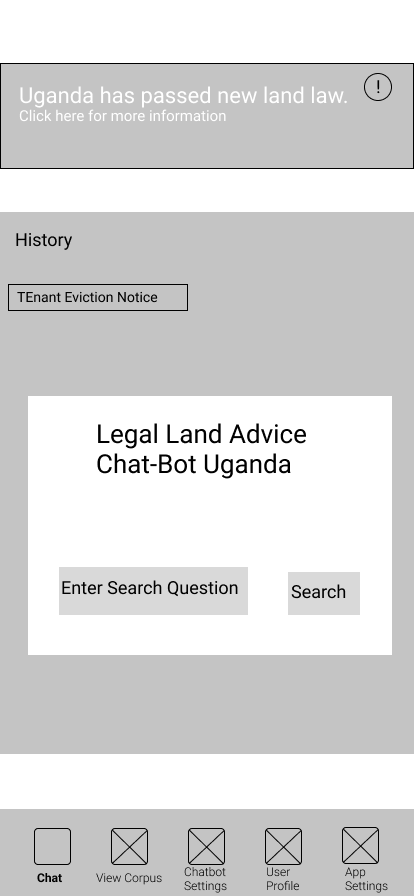 Uganda has passed new land law.
!
Click here for more information
History
TEnant Eviction Notice
Legal Land Advice
Chat-Bot Uganda
Enter Search Question
Search
Chat
View Corpus
Chatbot
Settings
User
Profile
App
Settings